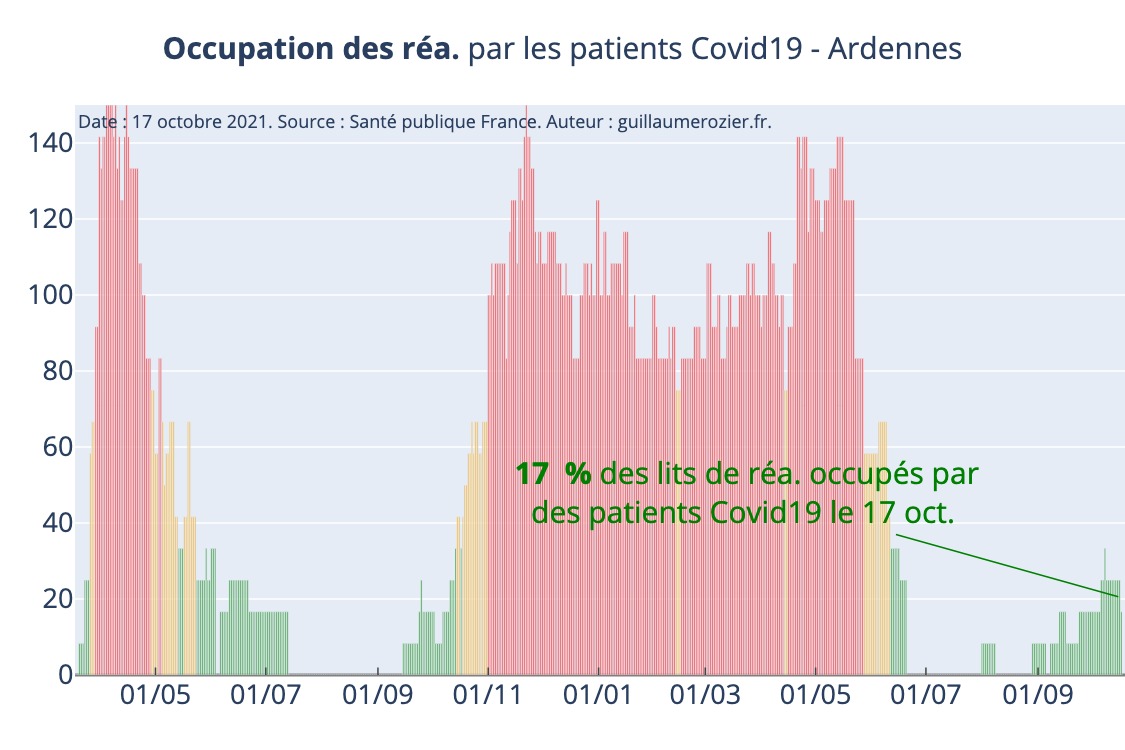 Occupation des réa. par les patients Covid19 - Ardennes
Date : 17 octobre 2021. Source : Santé publique France. Auteur : guillaumerozier.fr.
140
120
100
80
60
40
20
0
17 % des lits de réa. occupés par
des patients Covid19 le 17 oct.
01/05 01/07 01/09 01/11 01/01 01/03 01/05 01/07 01/09